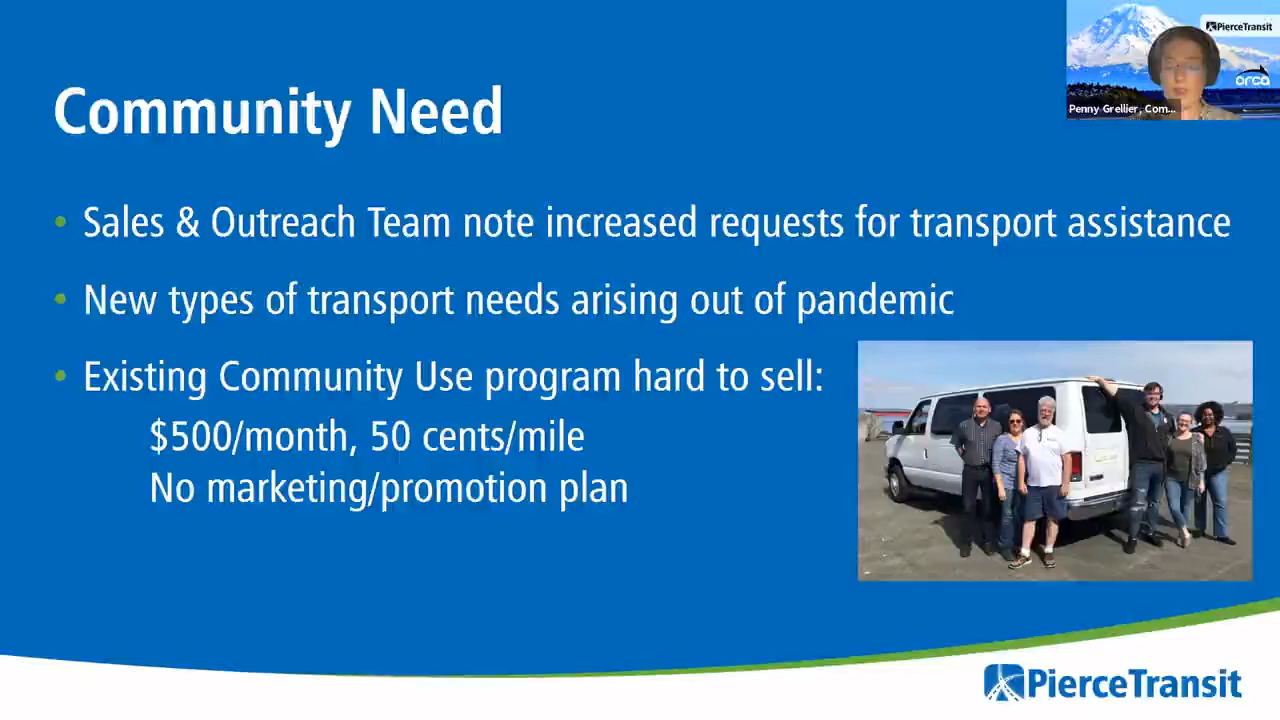 PierceTransit
orca
Penny Grellier, Com...
Community Need
• Sales & Outreach Team note increased requests for transport assistance
• New types of transport needs arising out of pandemic
• Existing Community Use program hard to sell:
$500/month, 50 cents/mile
No marketing/promotion plan
PierceTransit